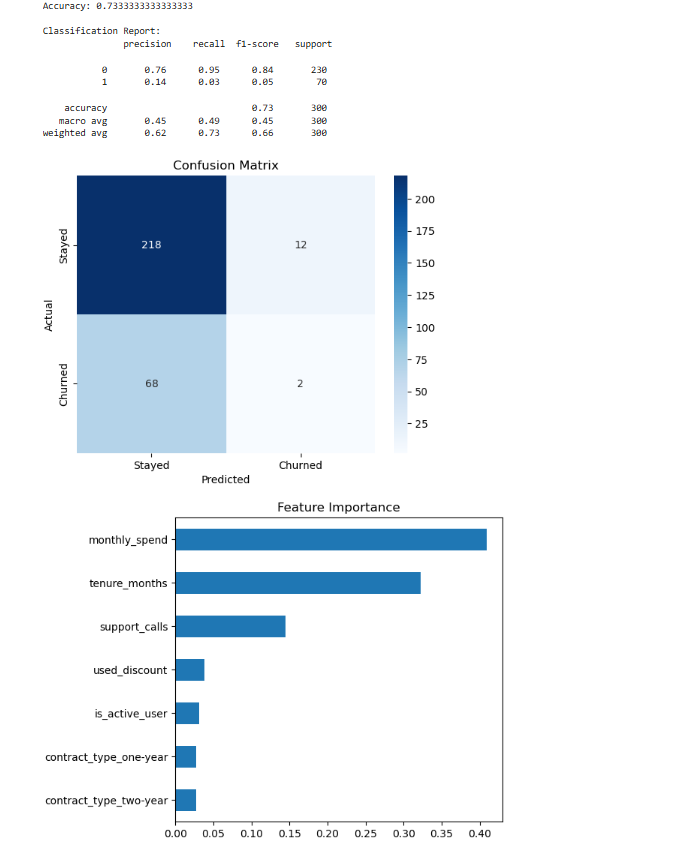 Accuracy: 0.7333333333333333
Classification Report:
precision recall f1-score support
0 0.76 0.95 0.84 230
1 0.14 0.03 0.05 70
accuracy 0.73 300
macro avg 0.45 0.49 0.45 300
weighted avg 0.62 0.73 0.66 300
Confusion Matrix
200
175
150
125
100
75
50
25
Actual
Stayed
218 12
Churned
68 2
Stayed Churned
Predicted
Feature Importance
monthly_spend
tenure_months
support_calls
used_discount
is_active_user
contract_type_one-year
contract_type_two-year
0.00 0.05 0.10 0.15 0.20 0.25 0.30 0.35 0.40